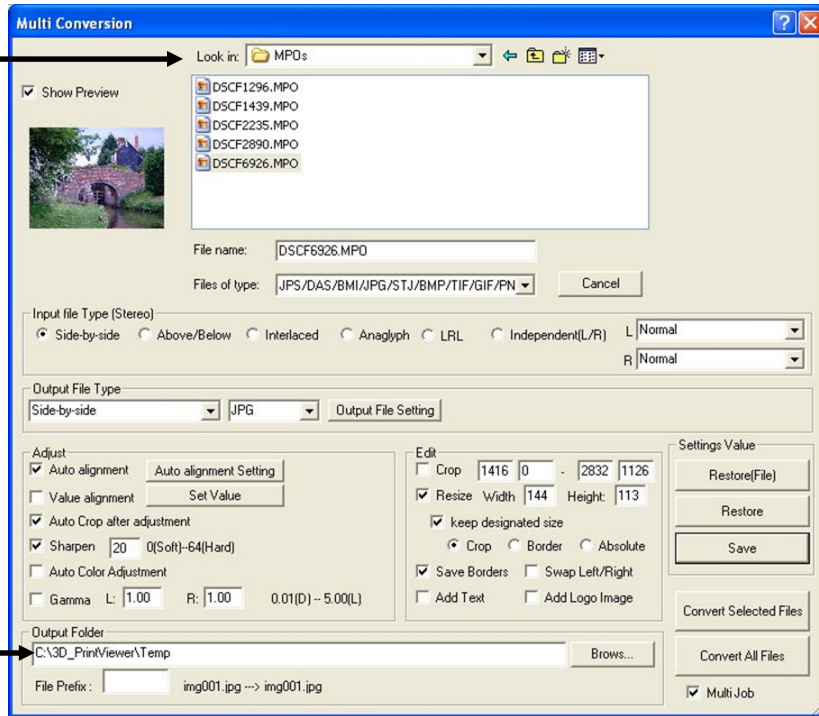 Multi Conversion
Look in: MPOs
Show Preview
DSCF1296.MPO
DSCF1439.MPO
DSCF2235.MPO
DSCF2890.MPO
DSCF6926.MPO
File name: DSCF6926.MPO
Files of type: JPS/DAS/BMI/JPG/STJ/BMP/TIF/GIF/PN Cancel
Input file Type (Stereo)
Side-by-side Above/Below Interlaced Anaglyph LRL Independent(L/R) L Normal
R Normal
Output File Type
Side-by-side JPG Output File Setting
Adjust
Auto alignment Auto alignment Setting
Value alignment Set Value
Auto Crop after adjustment
Sharpen 20 0(Soft)--64(Hard)
Auto Color Adjustment
Gamma L: 1.00 R: 1.00 0.01(D) -- 5.00(L)
Edit
Crop 1416 0 - 2832 1126
Resize Width 144 Height: 113
keep designated size
Crop Border Absolute
Save Borders Swap Left/Right
Add Text Add Logo Image
Settings Value
Restore(File)
Restore
Save
Convert Selected Files
Convert All Files
Multi Job
Output Folder
C:\3D_PrintViewer\Temp Brows...
File Prefix : img001.jpg ---> img001.jpg